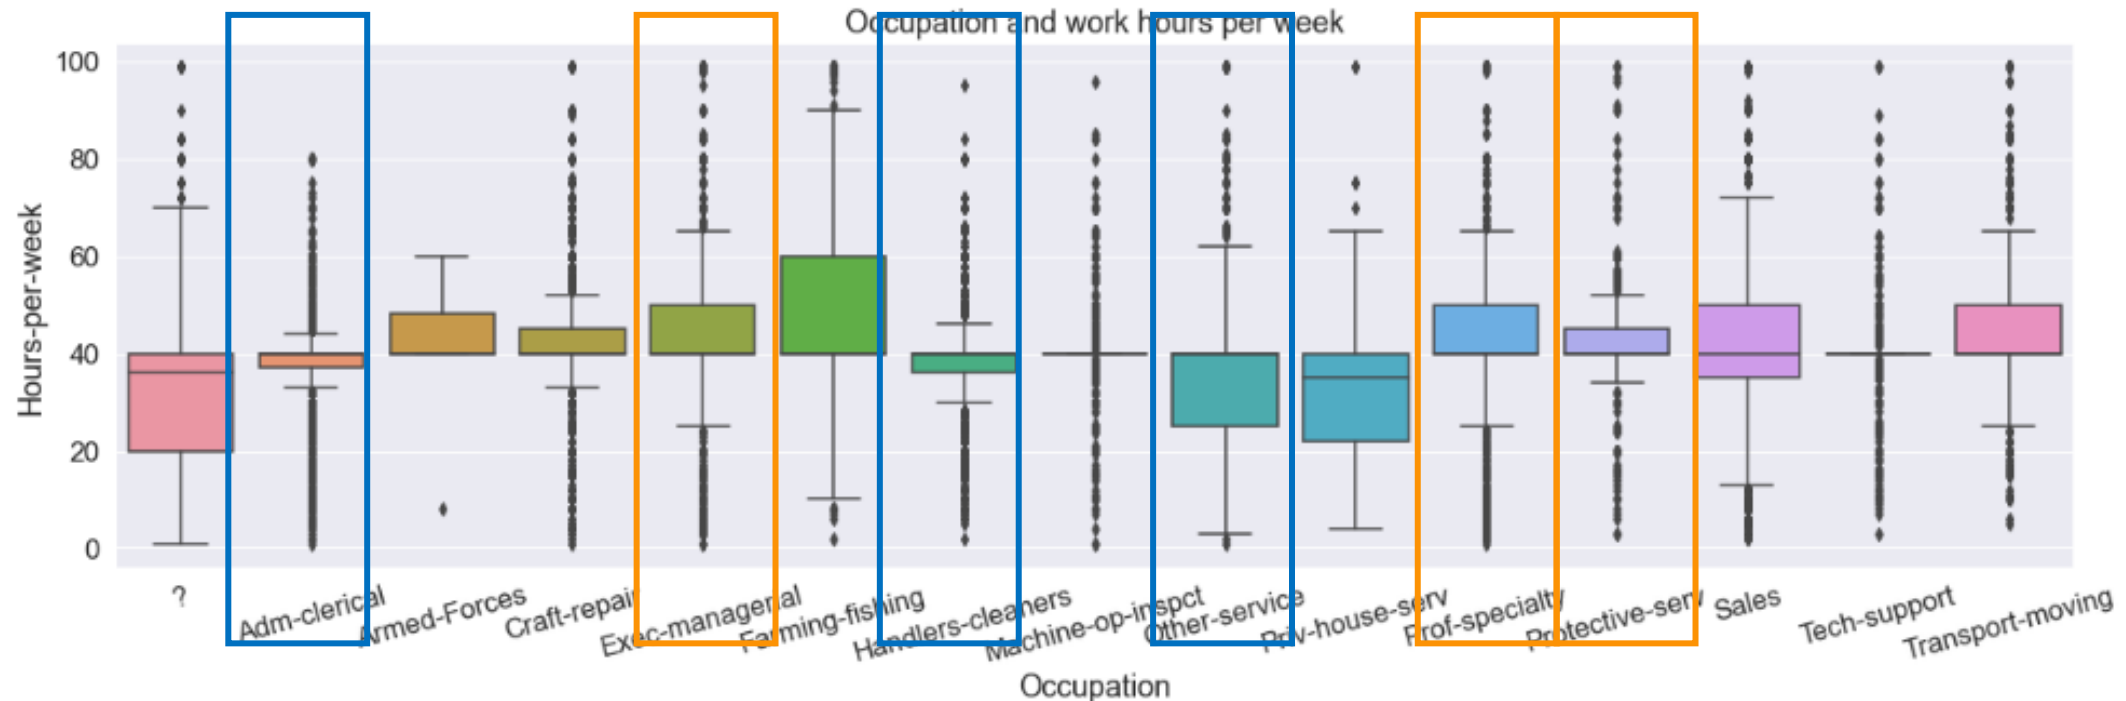 Occupation and work hours per week
100
80
60
40
20
0
Hours-per-week
?
Adm-clerical
Armed-Forces
Craft-repair
Exec-managerial
Farming-fishing
Handlers-cleaners
Machine-op-inspct
Other-service
Priv-house-serv
Prof-specialty
Protective-serv
Sales
Tech-support
Transport-moving
Occupation